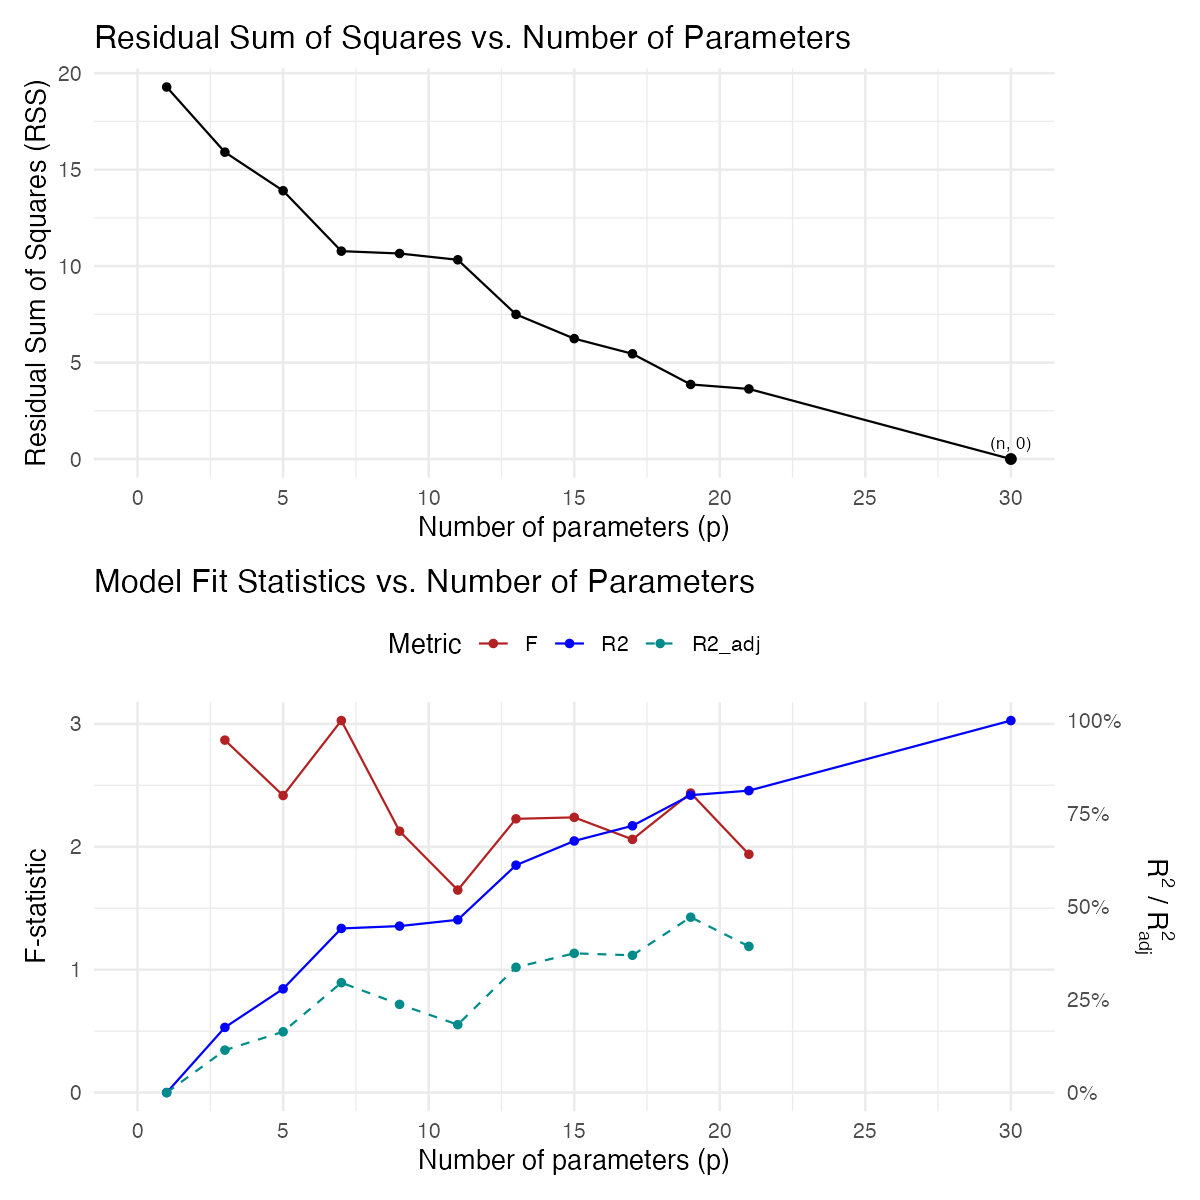 Residual Sum of Squares vs. Number of Parameters
Residual Sum of Squares (RSS)
20
15
10
5
0
(n, 0)
0 5 10 15 20 25 30
Number of parameters (p)
Model Fit Statistics vs. Number of Parameters
Metric F R2 R2_adj
F-statistic
3
2
1
0
100%
75%
50%
25%
0%
R² / R²adj
0 5 10 15 20 25 30
Number of parameters (p)